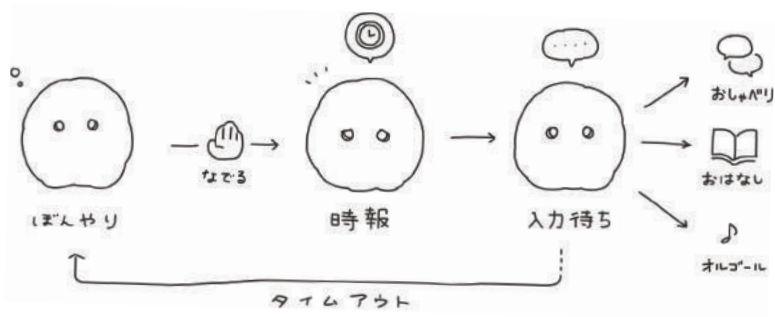 ぼんやり
なでる
時報
入力待ち
おしゃべり
おはなし
オルゴール
タイムアウト